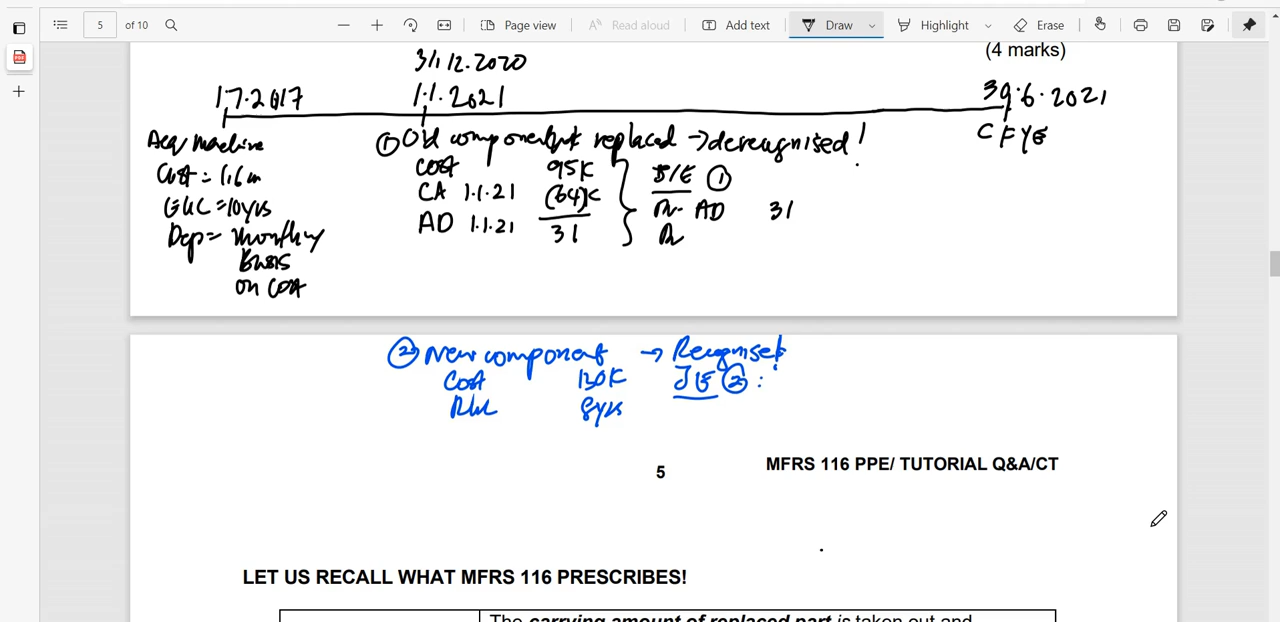 5 of 10 Page view Read aloud Add text Draw Highlight Erase
(4 marks)
31.12.2020
1.7.2017 1.1.2021 30.6.2021
CFYE
Acq Machine
Cost = 1.6m
EUL = 10yrs
Dep = Monthly
Basis
on Cost
① Old component replaced → derecognised!
Cost 95K
CA 1.1.21 (64)K
AD 1.1.21 31
J/E ①
Dr AD 31
Dr
② New component → Recognised!
Cost 130K JE ② :
RUL 8yrs
5
MFRS 116 PPE/ TUTORIAL Q&A/CT
LET US RECALL WHAT MFRS 116 PRESCRIBES!
The carrying amount of replaced part is taken out and